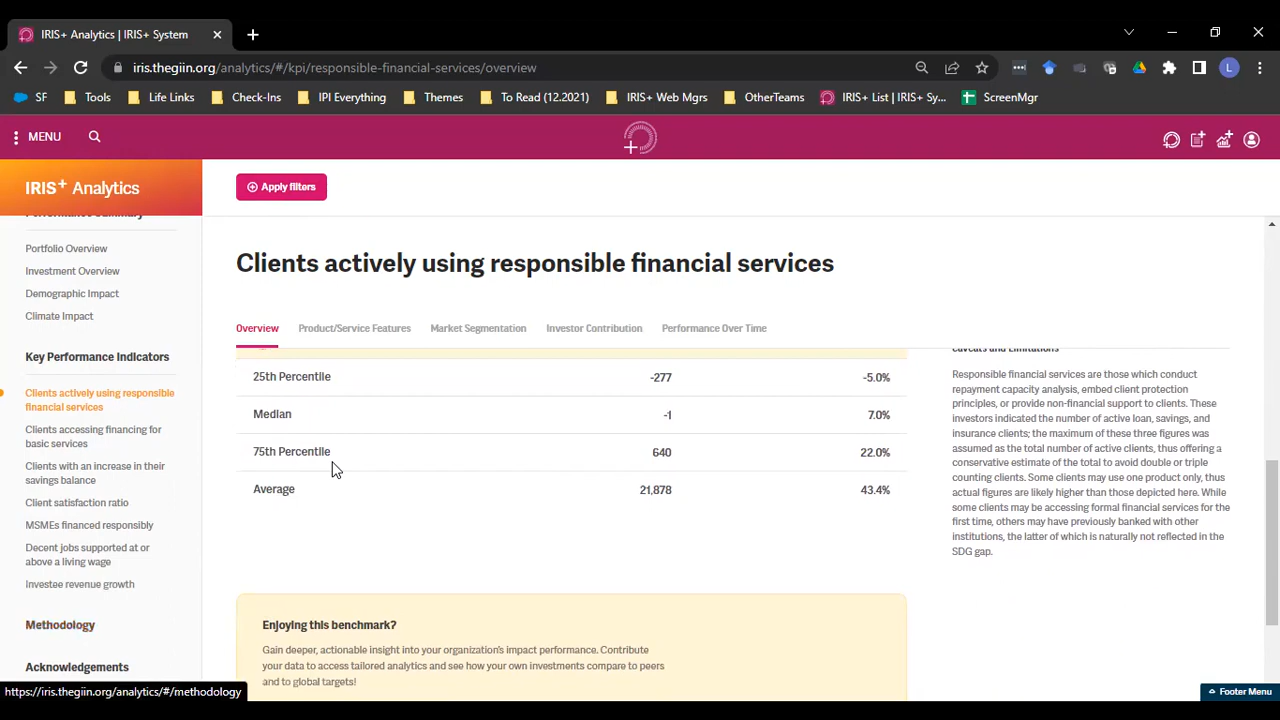 IRIS+ Analytics | IRIS+ System
iris.thegiin.org/analytics/#/kpi/responsible-financial-services/overview
L
SF
Tools
Life Links
Check-Ins
IPI Everything
Themes
To Read (12.2021)
IRIS+ Web Mgrs
OtherTeams
IRIS+ List | IRIS+ Sy...
ScreenMgr
MENU
IRIS+ Analytics
Apply filters
Performance Summary
Portfolio Overview
Investment Overview
Demographic Impact
Climate Impact
Key Performance Indicators
Clients actively using responsible
financial services
Clients accessing financing for
basic services
Clients with an increase in their
savings balance
Client satisfaction ratio
MSMEs financed responsibly
Decent jobs supported at or
above a living wage
Investee revenue growth
Methodology
Acknowledgements
https://iris.thegiin.org/analytics/#/methodology
Clients actively using responsible financial services
Overview
Product/Service Features
Market Segmentation
Investor Contribution
Performance Over Time
25th Percentile -277 -5.0%
Median -1 7.0%
75th Percentile 640 22.0%
Average 21,878 43.4%
Enjoying this benchmark?
Gain deeper, actionable insight into your organization's impact performance. Contribute
your data to access tailored analytics and see how your own investments compare to peers
and to global targets!
Caveats and Limitations
Responsible financial services are those which conduct
repayment capacity analysis, embed client protection
principles, or provide non-financial support to clients. These
investors indicated the number of active loan, savings, and
insurance clients; the maximum of these three figures was
assumed as the total number of active clients, thus offering a
conservative estimate of the total to avoid double or triple
counting clients. Some clients may use one product only, thus
actual figures are likely higher than those depicted here. While
some clients may be accessing formal financial services for the
first time, others may have previously banked with other
institutions, the latter of which is naturally not reflected in the
SDG gap.
Footer Menu